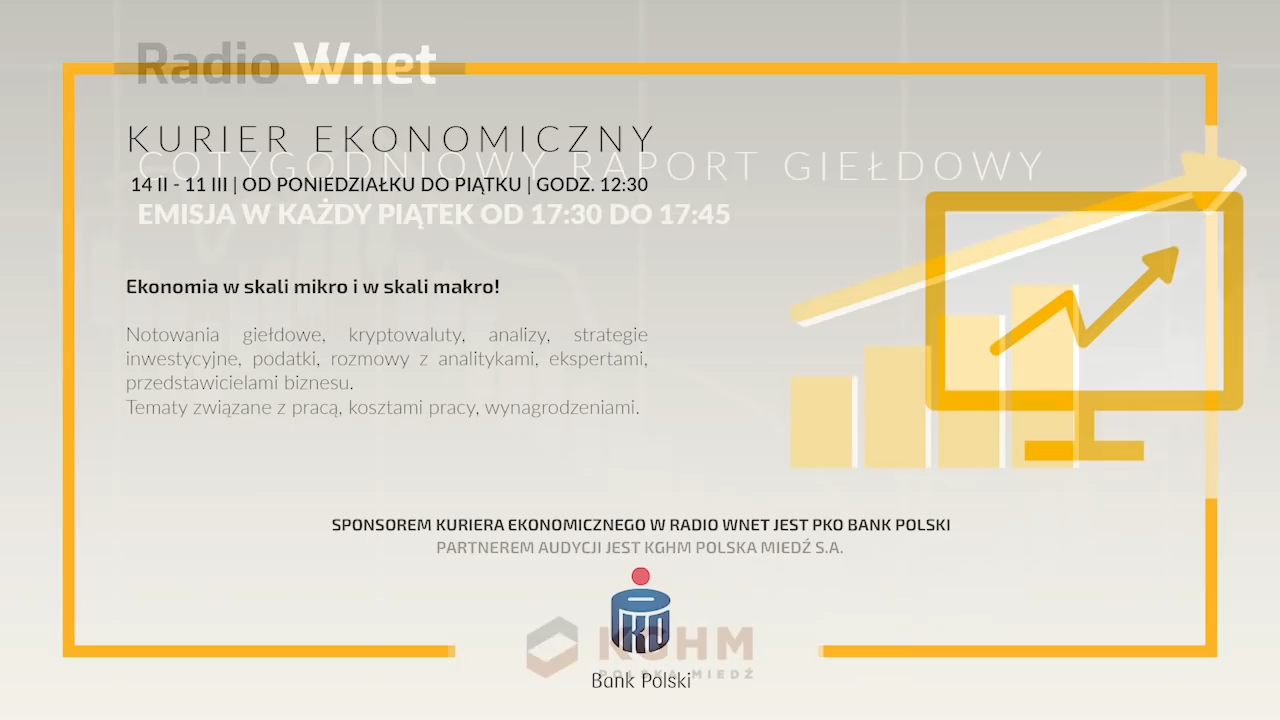 Radio Wnet
KURIER EKONOMICZNY
COTYGODNIOWY RAPORT GIEŁDOWY
14 II - 11 III | OD PONIEDZIAŁKU DO PIĄTKU | GODZ. 12:30
EMISJA W KAŻDY PIĄTEK OD 17:30 DO 17:45
Ekonomia w skali mikro i w skali makro!
Notowania giełdowe, kryptowaluty, analizy, strategie
inwestycyjne, podatki, rozmowy z analitykami, ekspertami,
przedstawicielami biznesu.
Tematy związane z pracą, kosztami pracy, wynagrodzeniami.
SPONSOREM KURIERA EKONOMICZNEGO W RADIO WNET JEST PKO BANK POLSKI
PARTNEREM AUDYCJI JEST KGHM POLSKA MIEDŹ S.A.
PKO
KGHM
POLSKA MIEDŹ
Bank Polski